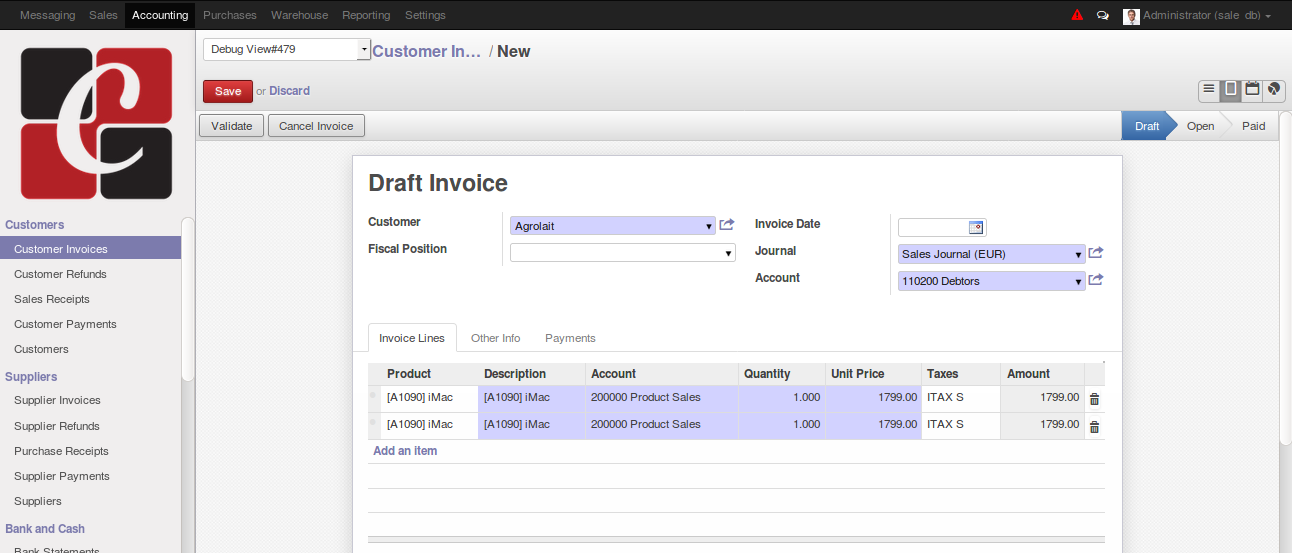 Messaging Sales Accounting Purchases Warehouse Reporting Settings Administrator (sale_db)
C
Debug View#479 Customer In... / New
Save or Discard
Validate Cancel Invoice Draft Open Paid
Customers
Customer Invoices
Customer Refunds
Sales Receipts
Customer Payments
Customers
Suppliers
Supplier Invoices
Supplier Refunds
Purchase Receipts
Supplier Payments
Suppliers
Bank and Cash
Bank Statements
Draft Invoice
Customer Agrolait Invoice Date
Fiscal Position Journal Sales Journal (EUR)
Account 110200 Debtors
Invoice Lines Other Info Payments
Product Description Account Quantity Unit Price Taxes Amount
[A1090] iMac [A1090] iMac 200000 Product Sales 1.000 1799.00 ITAX S 1799.00
[A1090] iMac [A1090] iMac 200000 Product Sales 1.000 1799.00 ITAX S 1799.00
Add an item